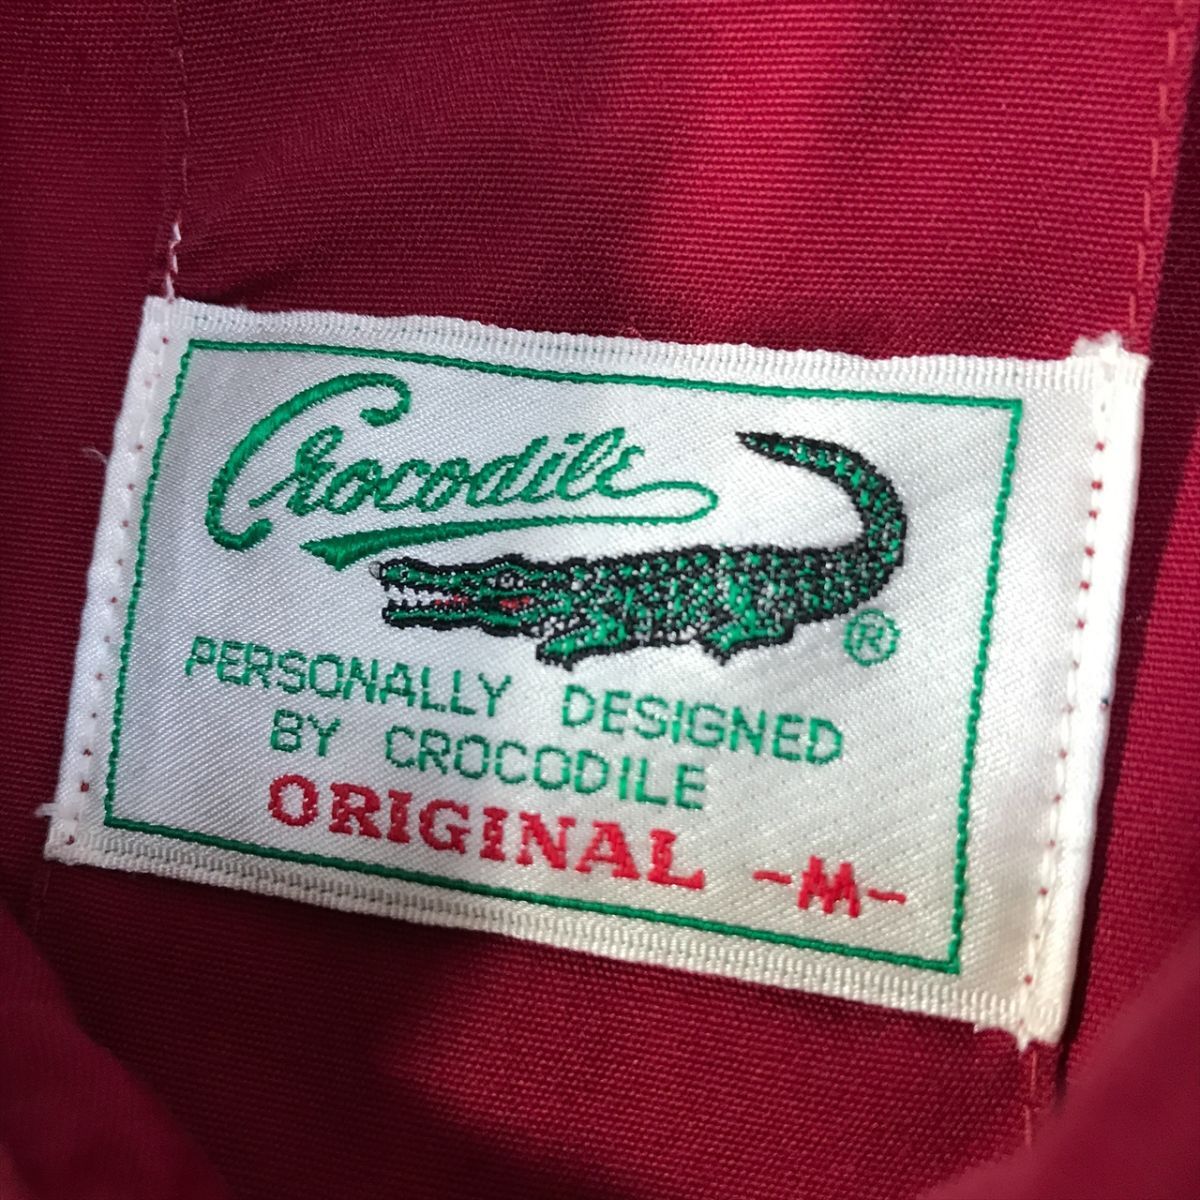 Crocodile
®
PERSONALLY DESIGNED
BY CROCODILE
ORIGINAL -M-